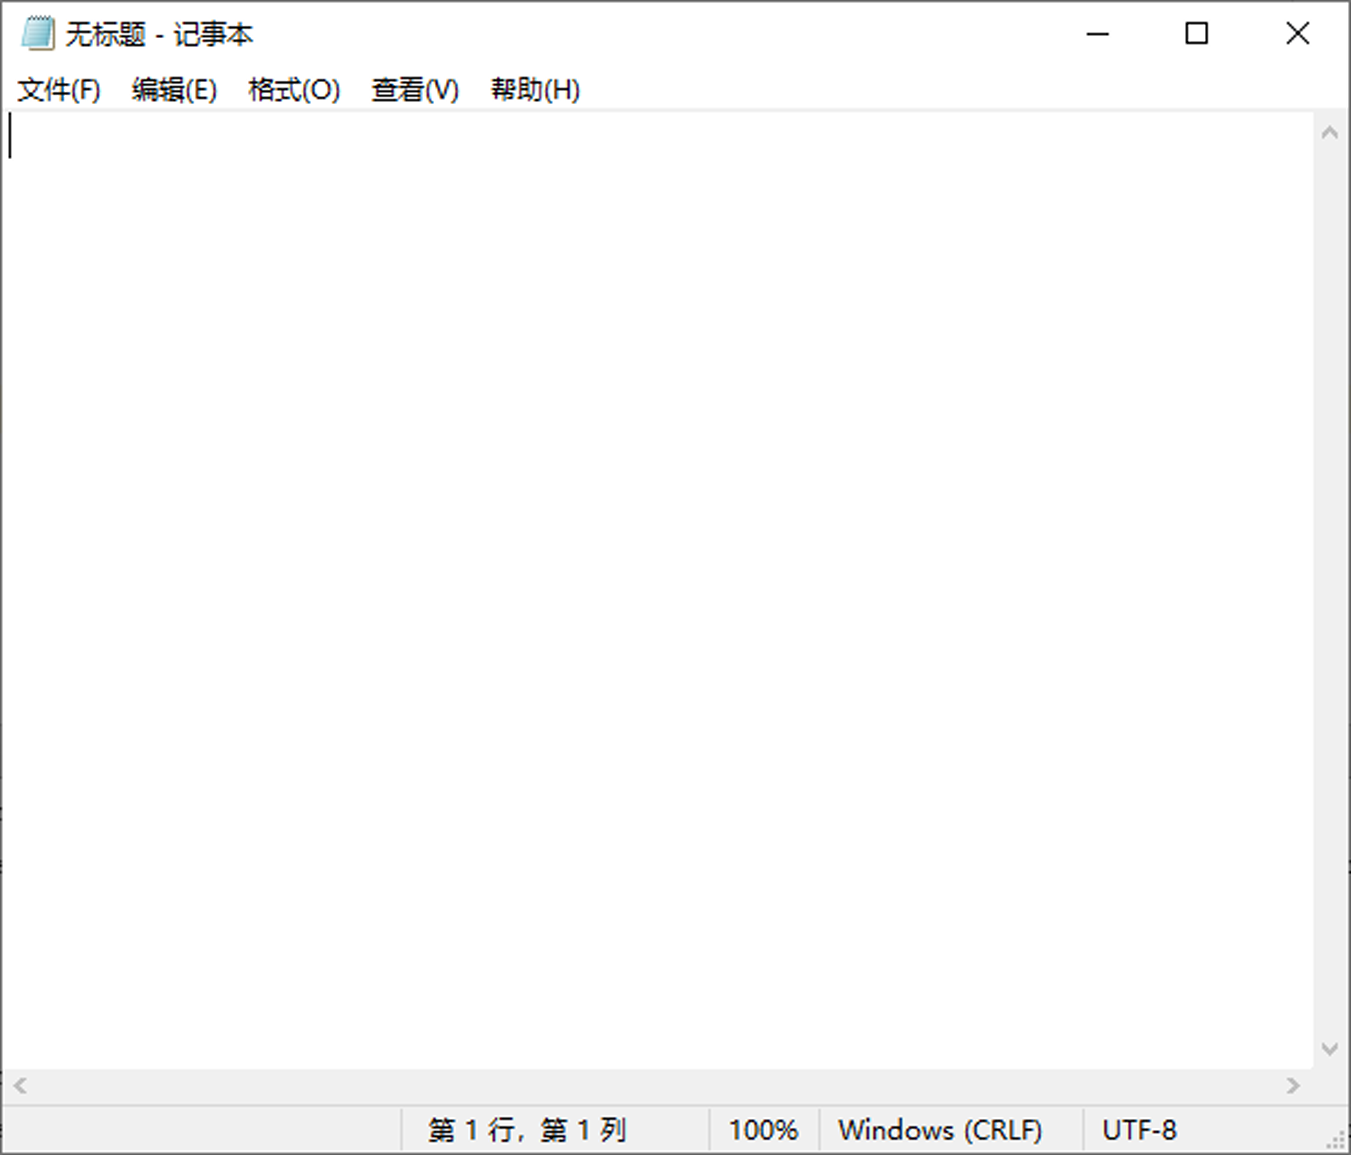 无标题 - 记事本
文件(F) 编辑(E) 格式(O) 查看(V) 帮助(H)
第 1 行, 第 1 列 100% Windows (CRLF) UTF-8